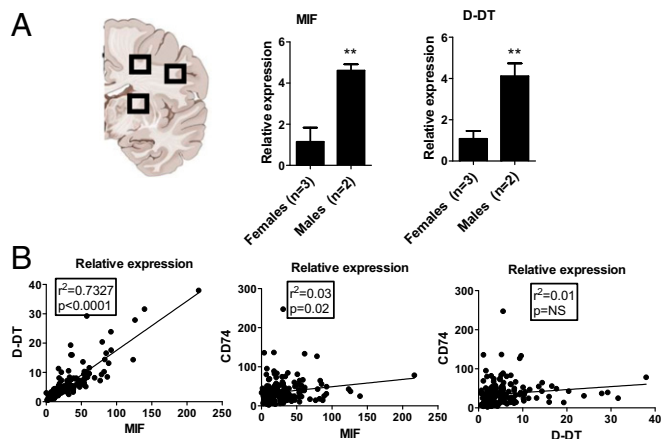 A
MIF
Relative expression
6
4
2
0
**
Females (n=3)
Males (n=2)
D-DT
Relative expression
6
4
2
0
**
Females (n=3)
Males (n=2)
B
Relative expression
r²=0.7327
p<0.0001
D-DT
40
30
20
10
0
0 50 100 150 200 250
MIF
Relative expression
r²=0.03
p=0.02
CD74
300
200
100
0
0 50 100 150 200 250
MIF
Relative expression
r²=0.01
p=NS
CD74
300
200
100
0
0 10 20 30 40
D-DT